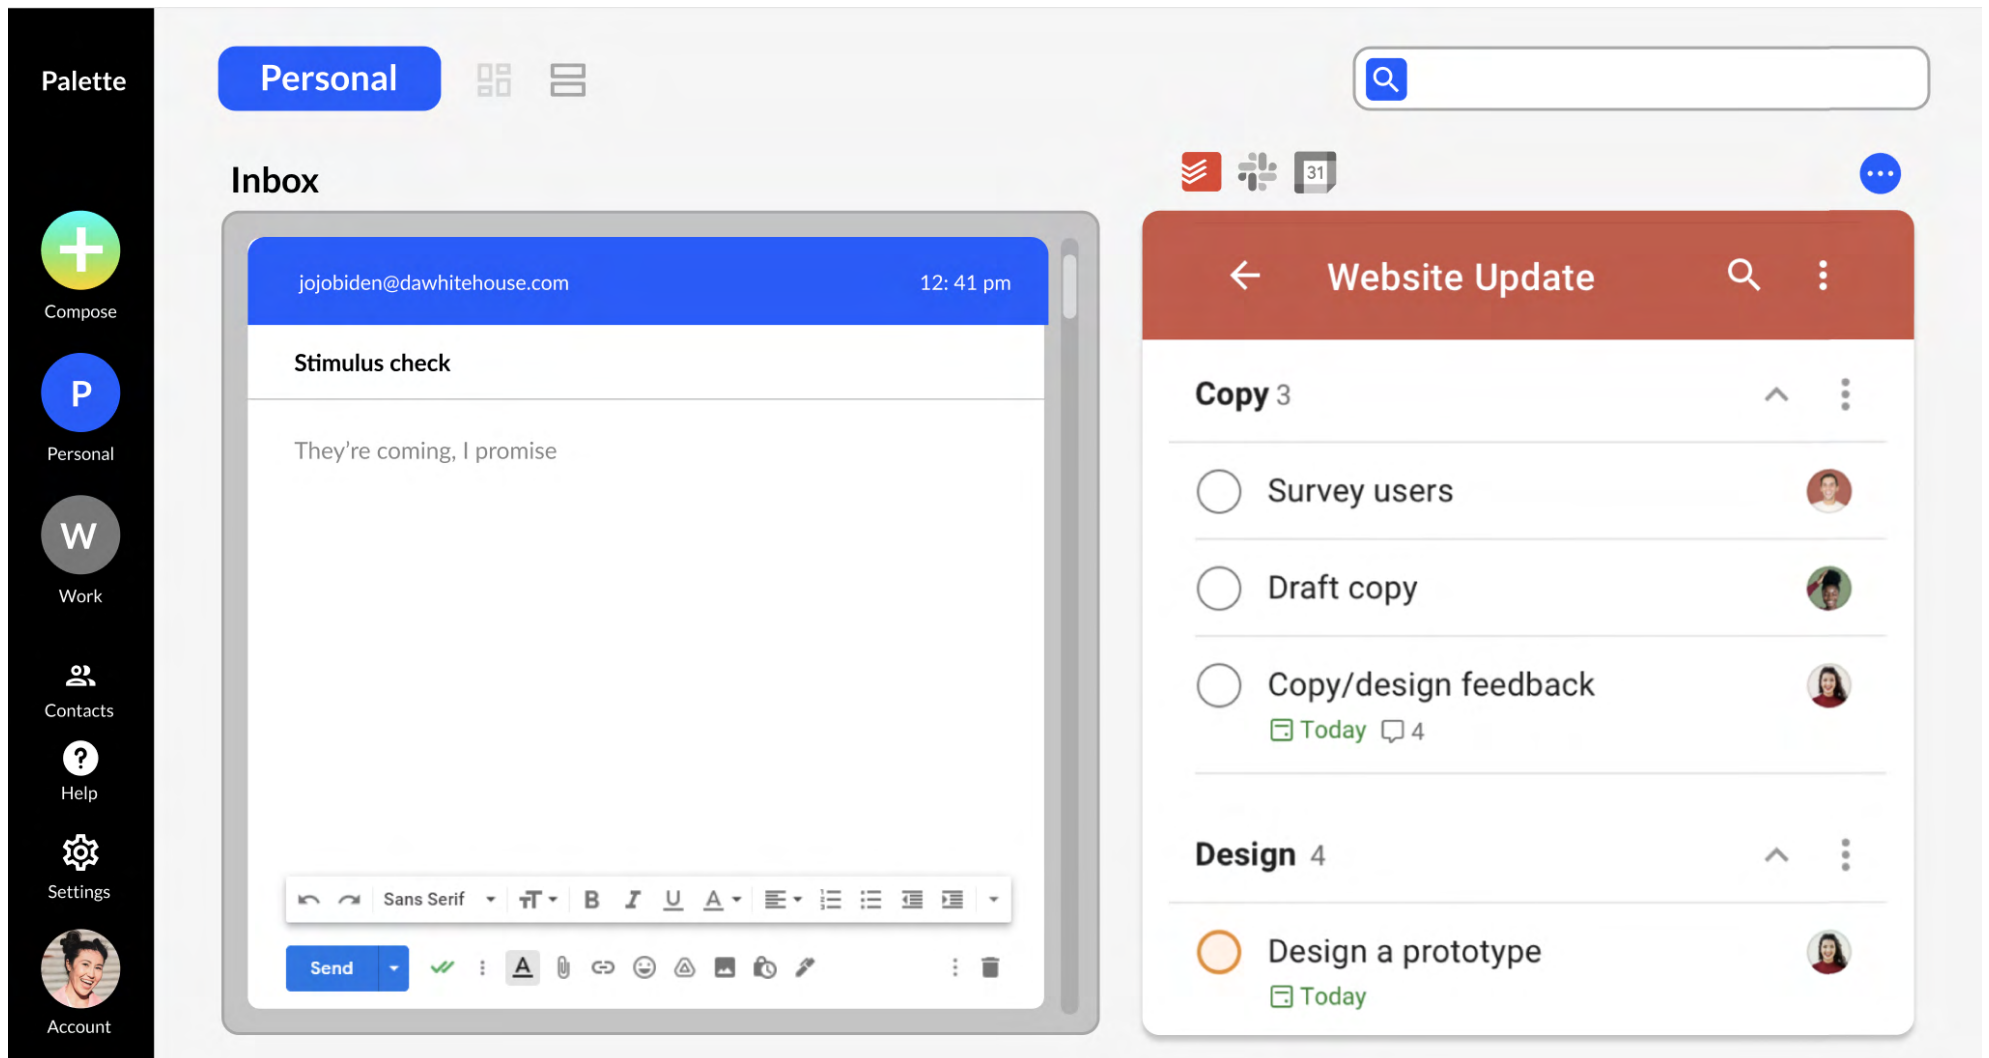 Palette
Compose
P
Personal
W
Work
Contacts
?
Help
Settings
Account
Personal
Inbox
jojobiden@dawhitehouse.com 12: 41 pm
Stimulus check
They're coming, I promise
Sans Serif
Send
31
Website Update
Copy 3
Survey users
Draft copy
Copy/design feedback
Today 4
Design 4
Design a prototype
Today